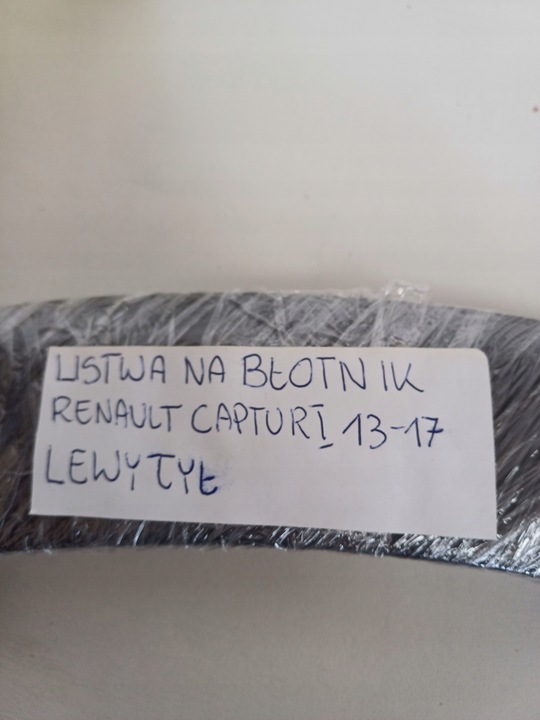 LISTWA NA BŁOTNIK
RENAULT CAPTUR I 13-17
LEWY TYŁ